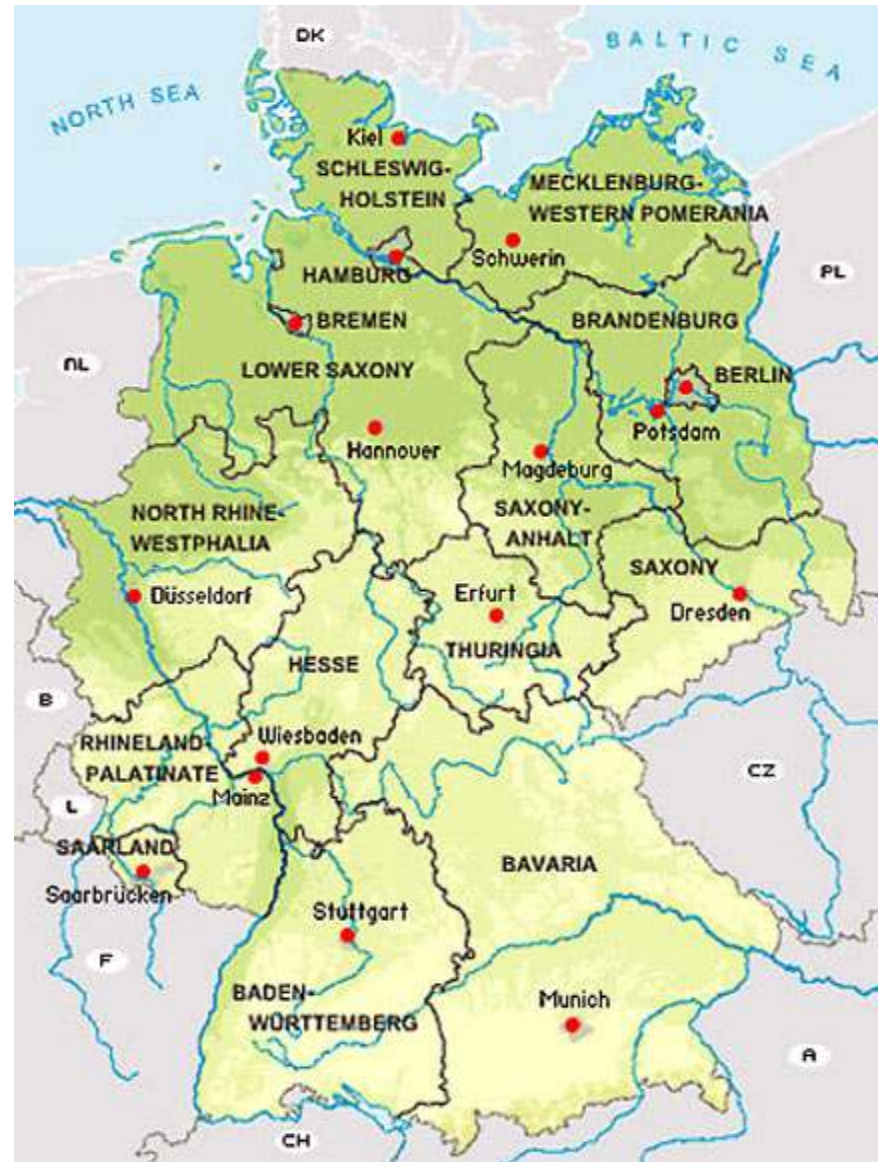 DK
BALTIC SEA
NORTH SEA
Kiel
SCHLESWIG-
HOLSTEIN
MECKLENBURG-
WESTERN POMERANIA
Schwerin
HAMBURG
PL
BREMEN
BRANDENBURG
NL
LOWER SAXONY
BERLIN
Potsdam
Hannover
Magdeburg
NORTH RHINE-
WESTPHALIA
SAXONY-
ANHALT
SAXONY
Düsseldorf
Erfurt
Dresden
THURINGIA
HESSE
B
Wiesbaden
RHINELAND-
PALATINATE
CZ
Mainz
L
SAARLAND
Saarbrücken
BAVARIA
Stuttgart
F
BADEN-
WÜRTTEMBERG
Munich
A
CH